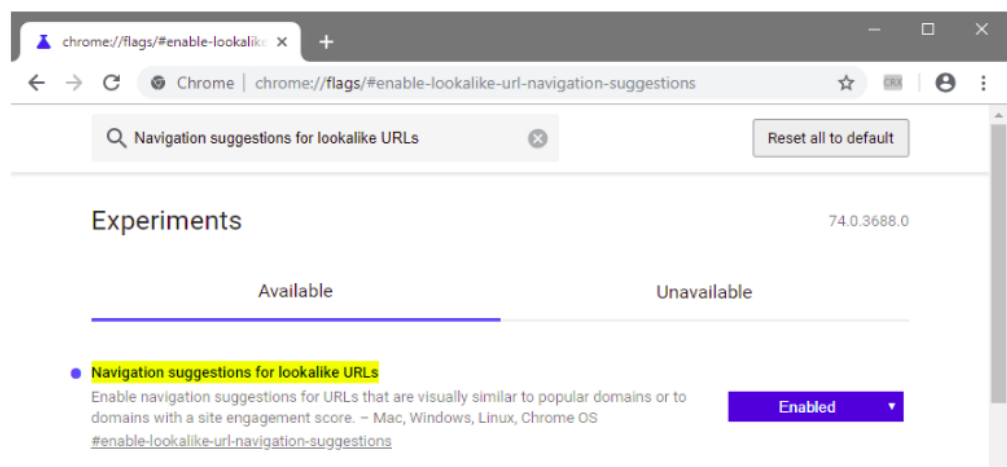 chrome://flags/#enable-lookalike
Chrome | chrome://flags/#enable-lookalike-url-navigation-suggestions
CRX
Navigation suggestions for lookalike URLs
Reset all to default
Experiments
74.0.3688.0
Available
Unavailable
Navigation suggestions for lookalike URLs
Enable navigation suggestions for URLs that are visually similar to popular domains or to
domains with a site engagement score. – Mac, Windows, Linux, Chrome OS
Enabled
#enable-lookalike-url-navigation-suggestions